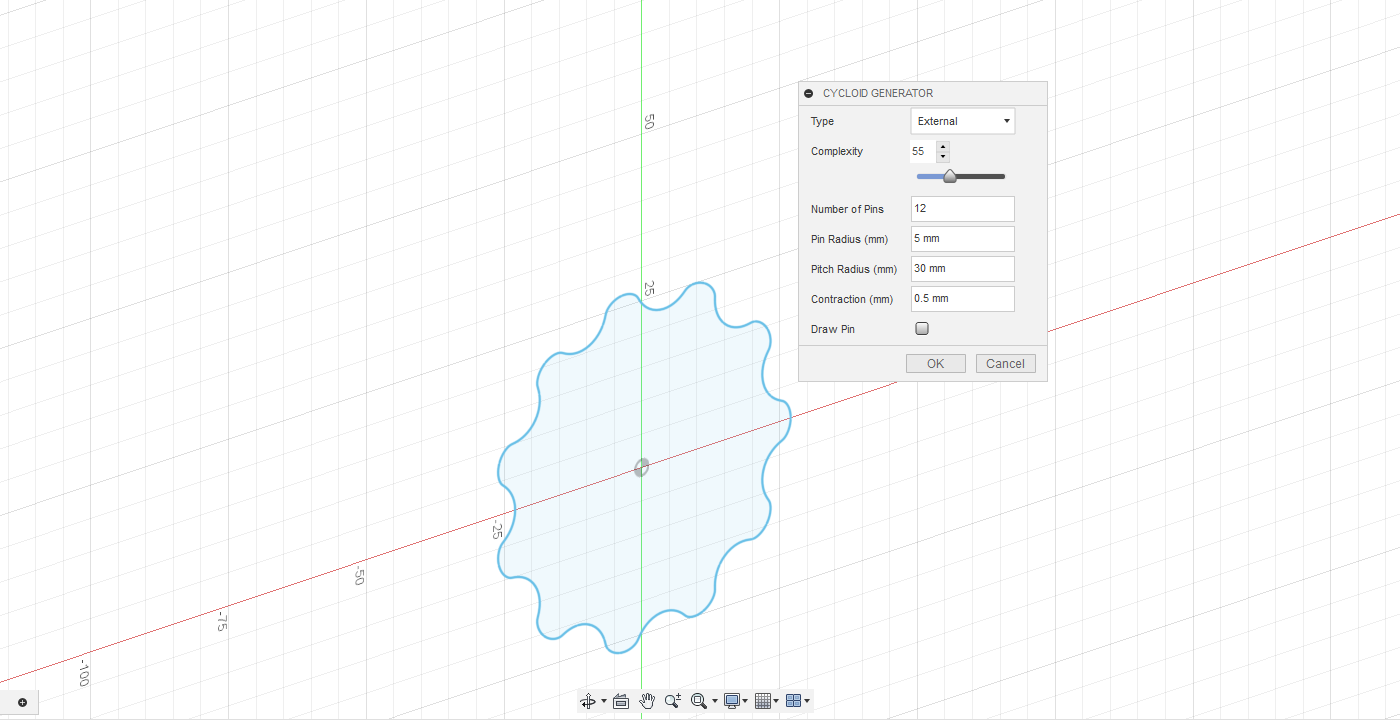 CYCLOID GENERATOR
Type External
Complexity 55
Number of Pins 12
Pin Radius (mm) 5 mm
Pitch Radius (mm) 30 mm
Contraction (mm) 0.5 mm
Draw Pin
OK Cancel
50
25
-25
-50
-75
-100